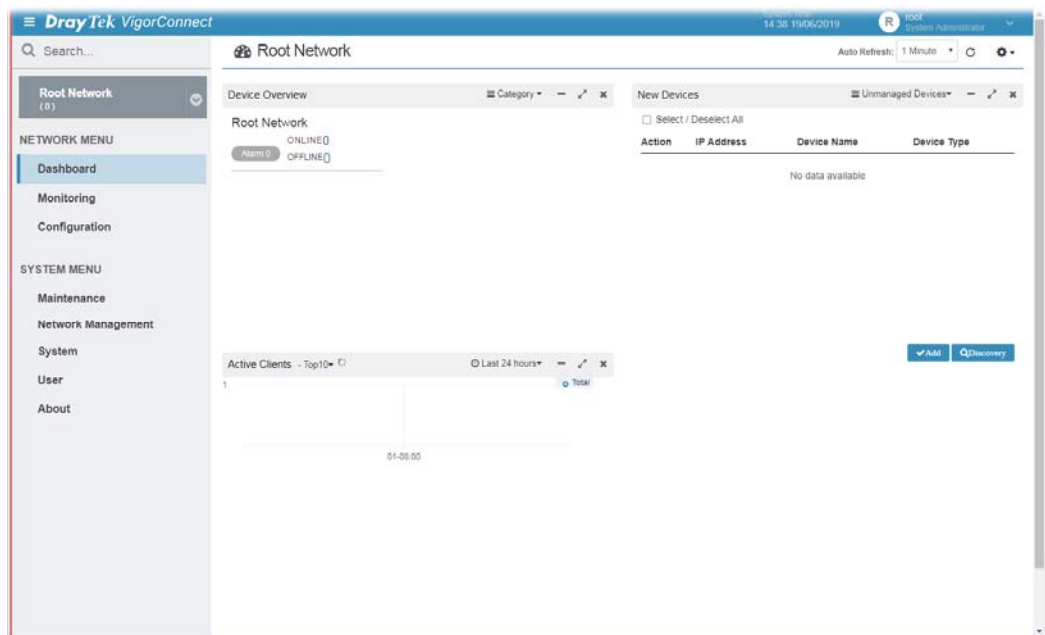 DrayTek VigorConnect
System Time
14:38 19/06/2019
R
root
System Administrator
Search...
Root Network
(0)
NETWORK MENU
Dashboard
Monitoring
Configuration
SYSTEM MENU
Maintenance
Network Management
System
User
About
Root Network
Auto Refresh:
1 Minute
Device Overview
Category
Root Network
Alarm 0
ONLINE()
OFFLINE()
New Devices
Unmanaged Devices
Select / Deselect All
Action IP Address Device Name Device Type
No data available
Add
Discovery
Active Clients - Top10
Last 24 hours
1
Total
01-08:00